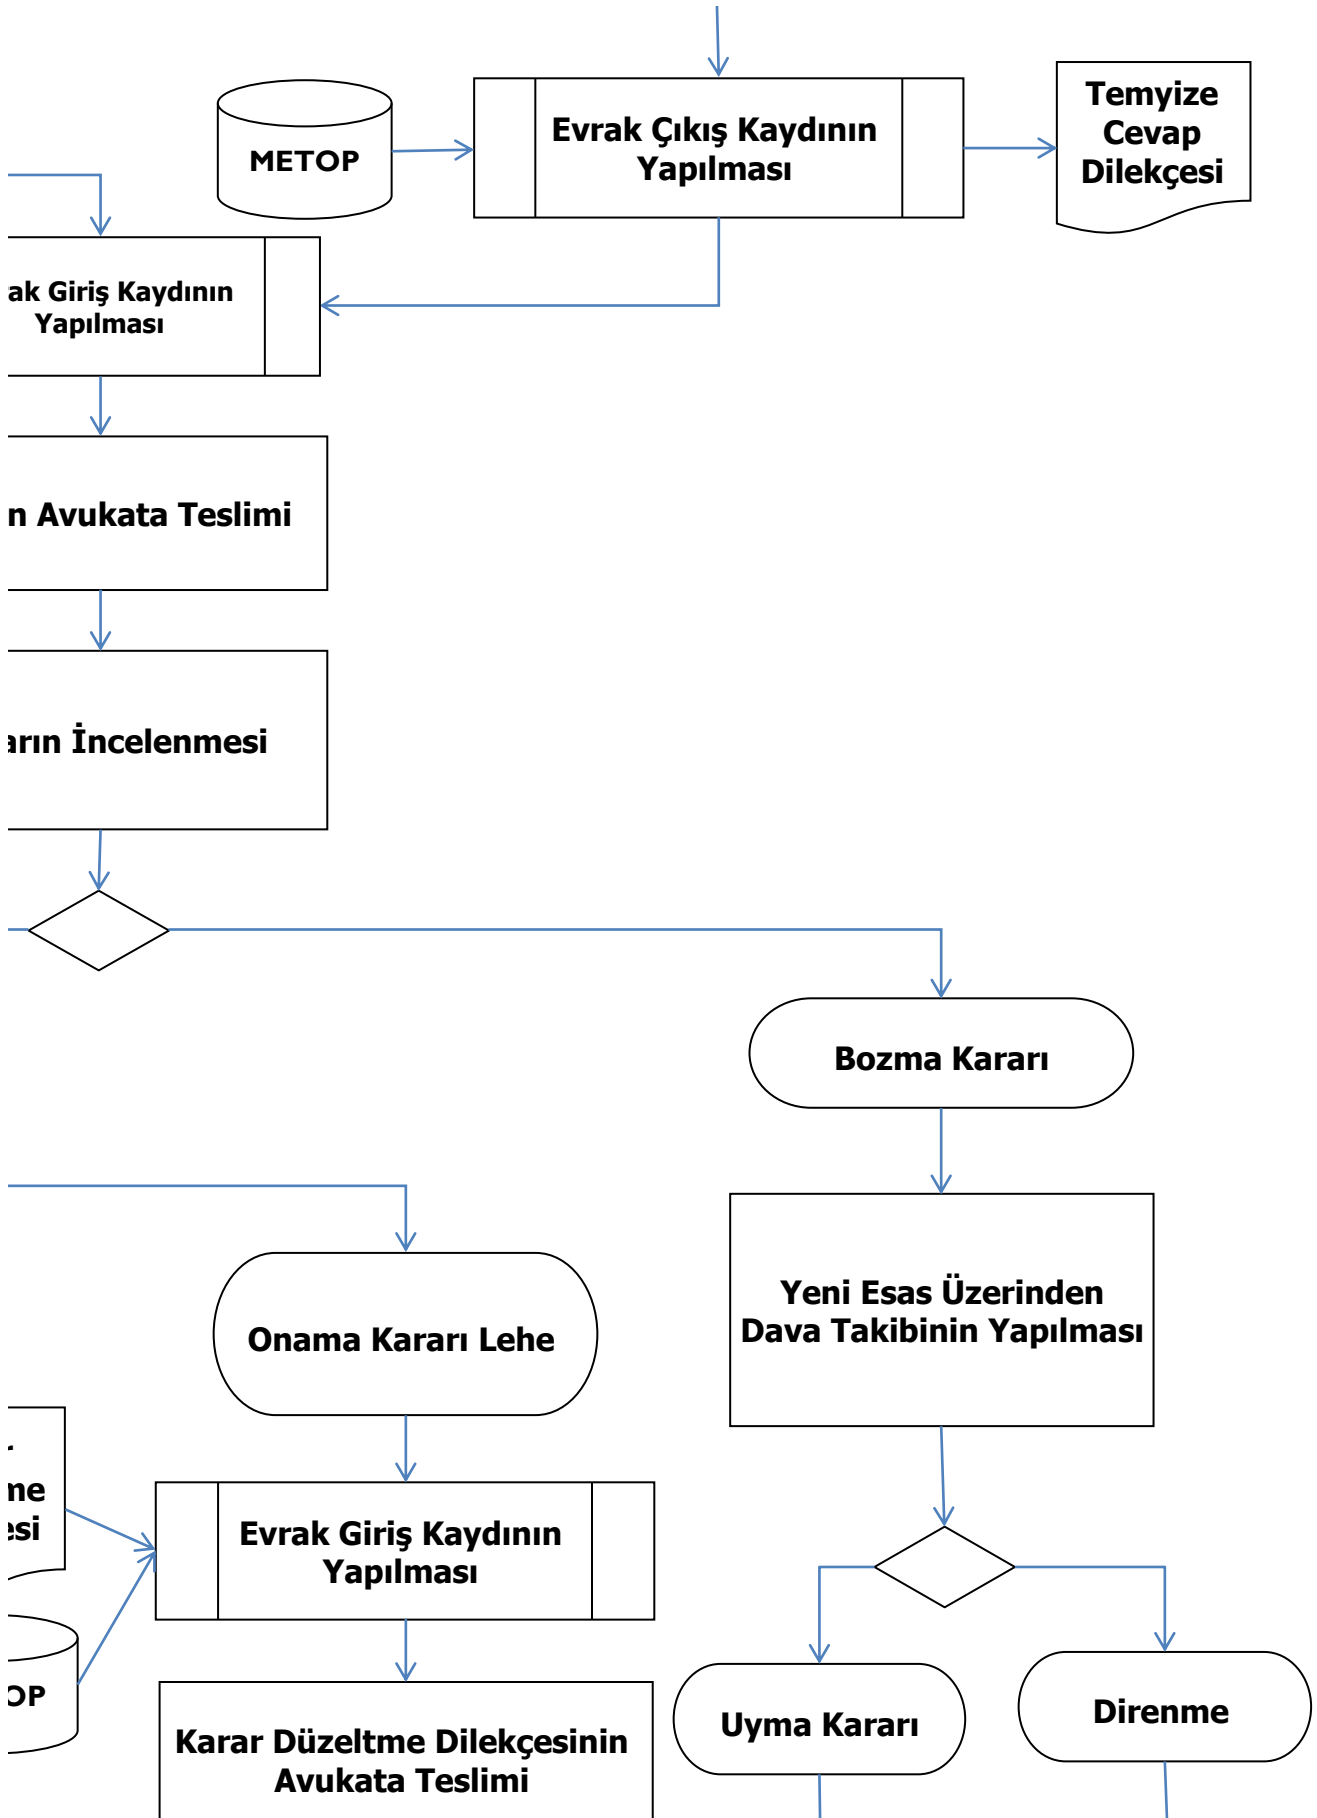 METOP
Evrak Çıkış Kaydının
Yapılması
Temyize
Cevap
Dilekçesi
ak Giriş Kaydının
Yapılması
n Avukata Teslimi
arın İncelenmesi
Bozma Kararı
Yeni Esas Üzerinden
Dava Takibinin Yapılması
Onama Kararı Lehe
me
esi
Evrak Giriş Kaydının
Yapılması
OP
Karar Düzeltme Dilekçesinin
Avukata Teslimi
Uyma Kararı
Direnme